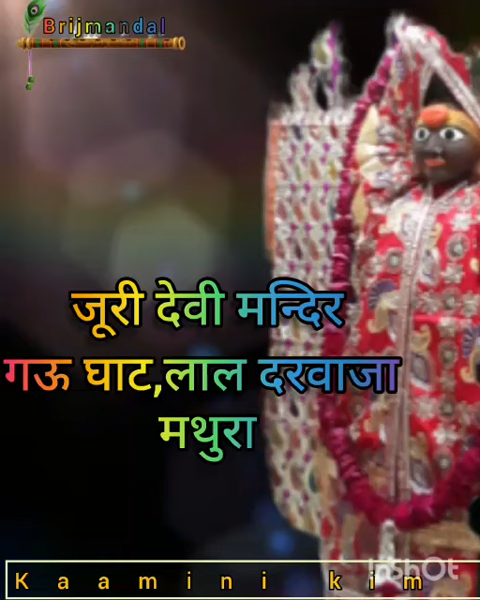 Brijmandal
जूरी देवी मन्दिर
गऊ घाट,लाल दरवाजा
मथुरा
InShOt
Kaamini kim